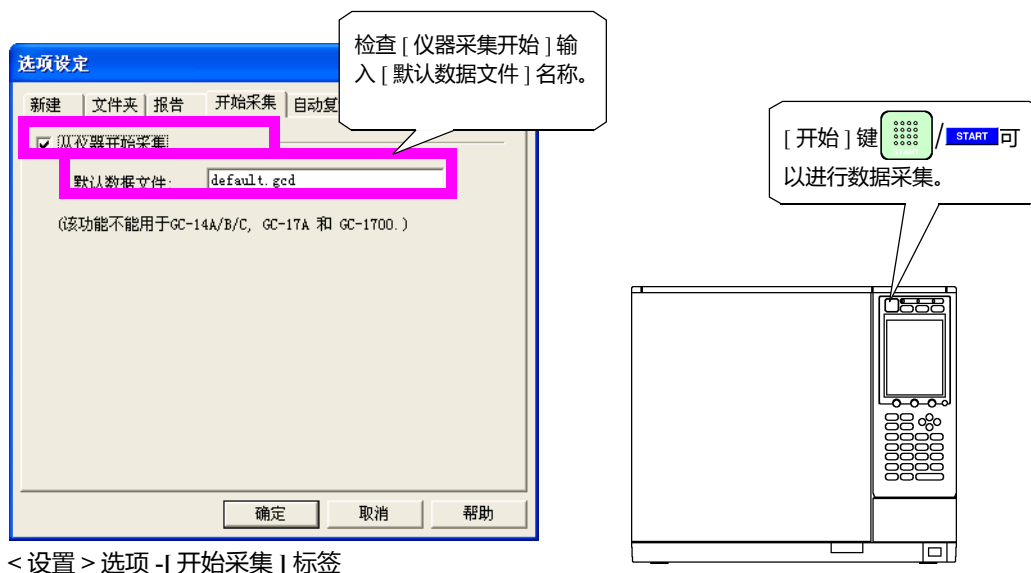 选项设定
新建 文件夹 报告 开始采集 自动复
从仪器开始采集
默认数据文件: default.gcd
(该功能不能用于GC-14A/B/C, GC-17A 和 GC-1700.)
确定 取消 帮助
检查 [ 仪器采集开始 ] 输
入 [ 默认数据文件 ] 名称。
[ 开始 ] 键 START / START 可
以进行数据采集。
< 设置 > 选项 -[ 开始采集 ] 标签